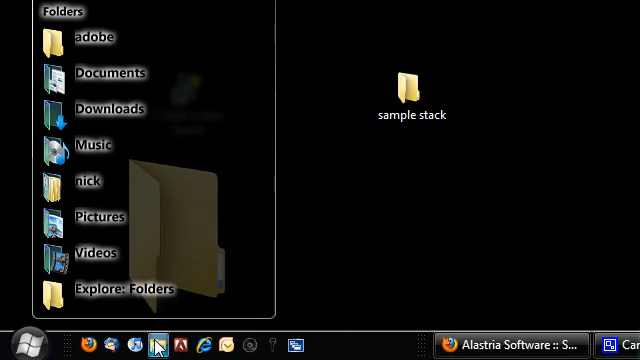 Folders
adobe
Documents
Downloads
Music
nick
Pictures
Videos
Explore: Folders
sample stack
Alastria Software :: S...
Car